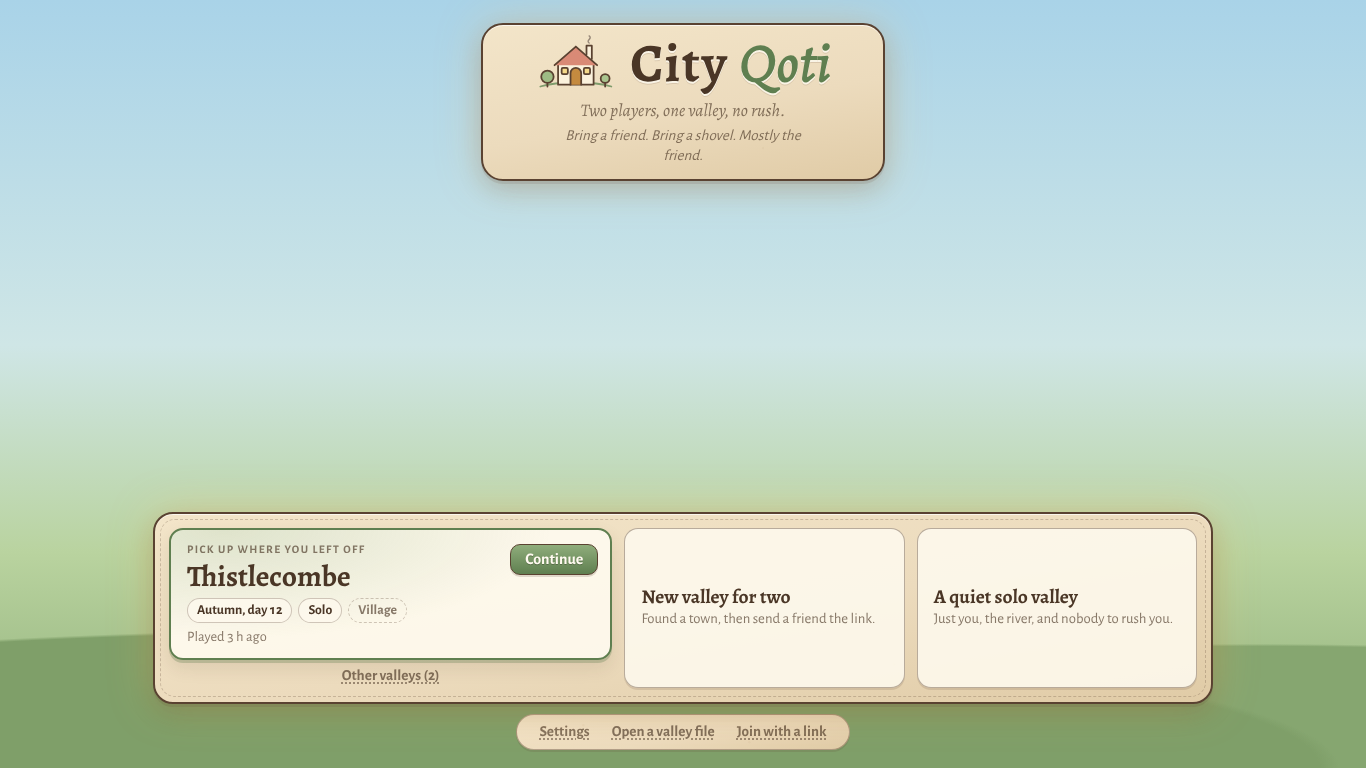 City Qoti
Two players, one valley, no rush.
Bring a friend. Bring a shovel. Mostly the
friend.
PICK UP WHERE YOU LEFT OFF
Continue
Thistlecombe
Autumn, day 12
Solo
Village
Played 3 h ago
Other valleys (2)
New valley for two
Found a town, then send a friend the link.
A quiet solo valley
Just you, the river, and nobody to rush you.
Settings
Open a valley file
Join with a link